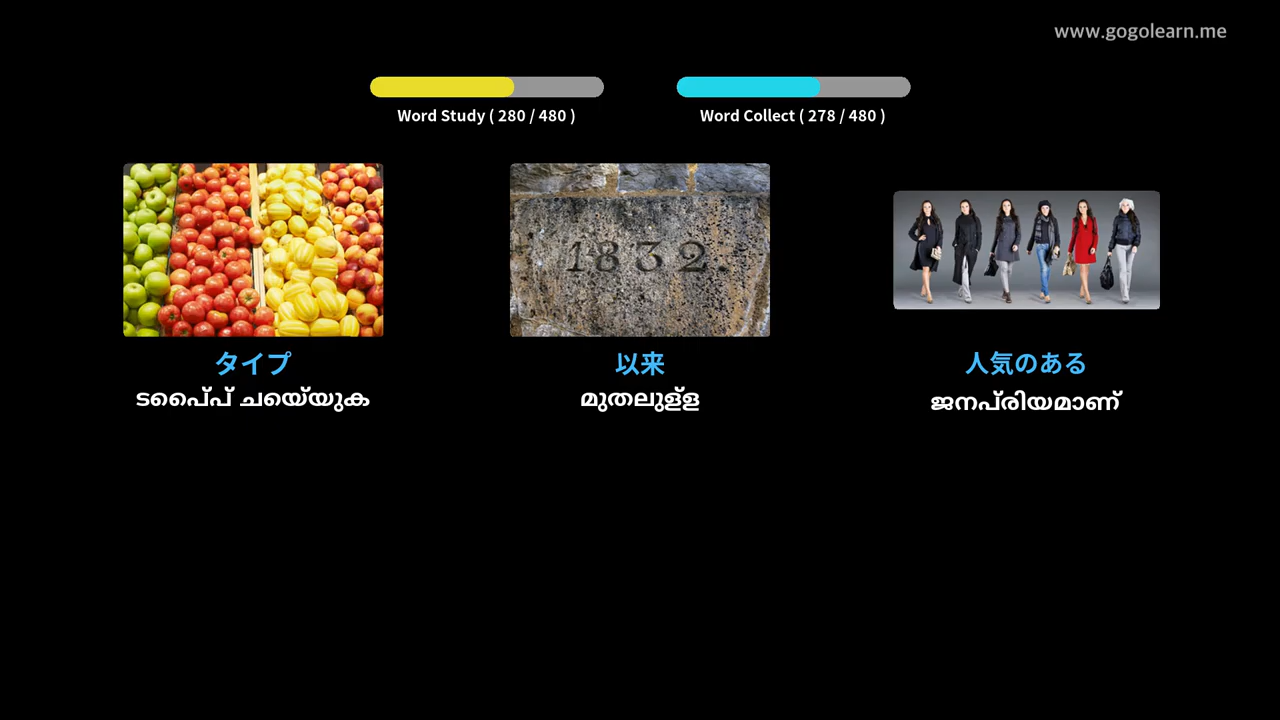 www.gogolearn.me
Word Study ( 280 / 480 )
Word Collect ( 278 / 480 )
1832.
タイプ
以来
人気のある
ടൈപ്പ് ചെയ്യുക
മുതലുള്ള
ജനപ്രിയമാണ്